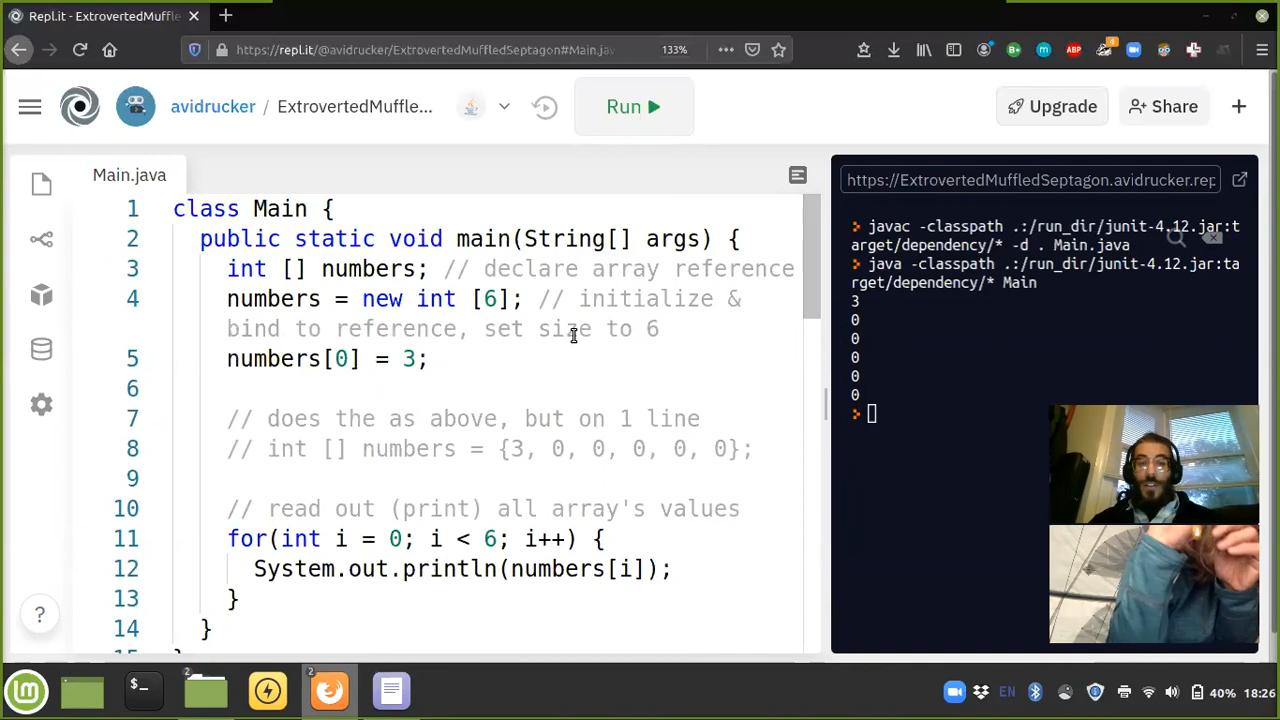 Repl.it - ExtrovertedMuffle
https://repl.it/@avidrucker/ExtrovertedMuffledSeptagon#Main.jav
133%
avidrucker / ExtrovertedMuffle...
Run
Upgrade
Share
Main.java
https://ExtrovertedMuffledSeptagon.avidrucker.rep
1 class Main {
2 public static void main(String[] args) {
3 int [] numbers; // declare array reference
4 numbers = new int [6]; // initialize &
bind to reference, set size to 6
5 numbers[0] = 3;
6
7 // does the as above, but on 1 line
8 // int [] numbers = {3, 0, 0, 0, 0, 0};
9
10 // read out (print) all array's values
11 for(int i = 0; i < 6; i++) {
12 System.out.println(numbers[i]);
13 }
14 }
javac -classpath .:/run_dir/junit-4.12.jar:t
arget/dependency/* -d . Main.java
java -classpath .:/run_dir/junit-4.12.jar:ta
rget/dependency/* Main
3
0
0
0
0
0
?
2
2
EN
40%
18:26